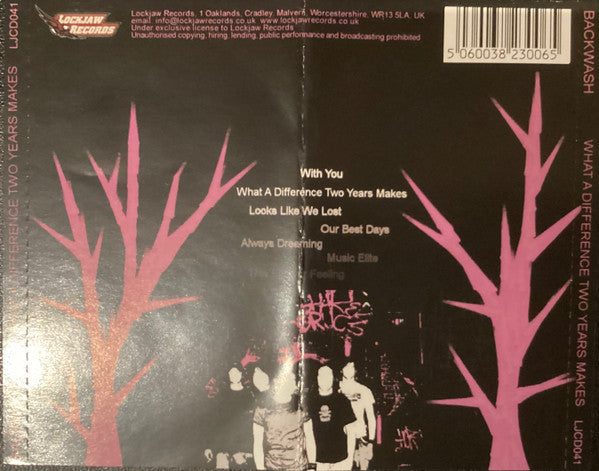 LOCKJAW
RECORDS
Lockjaw Records, 1 Oaklands, Cradley, Malvern, Worcestershire, WR13 5LA, UK
email info@lockjawrecords.co.uk www.lockjawrecords.co.uk
Under exclusive license to Lockjaw Records
Unauthorised copying, hiring, lending, public performance and broadcasting prohibited
5 060038 230065
With You
What A Difference Two Years Makes
Looks Like We Lost
Our Best Days
Always Dreaming
Music Elite
Feeling
DIFFERENCE TWO YEARS MAKES LJCD041
BACKWASH WHAT A DIFFERENCE TWO YEARS MAKES LJCD041